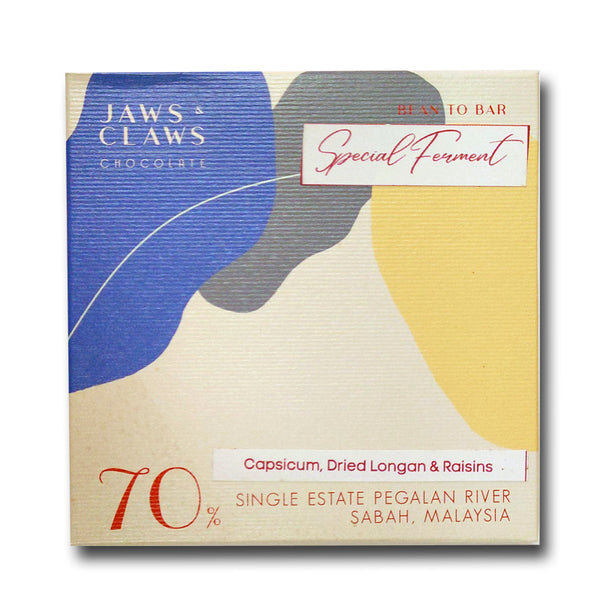 JAWS &
CLAWS
CHOCOLATE
BEAN TO BAR
Special Ferment
Capsicum, Dried Longan & Raisins
70%
SINGLE ESTATE PEGALAN RIVER
SABAH, MALAYSIA